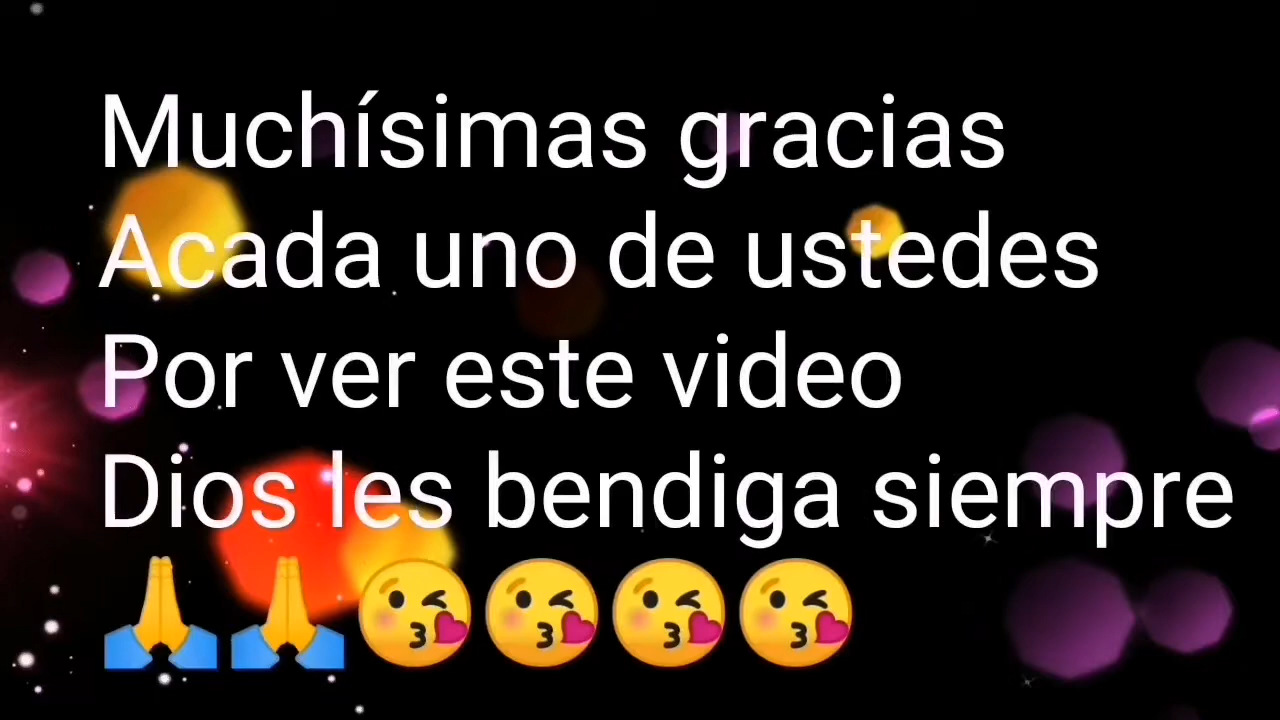 Muchísimas gracias
Acada uno de ustedes
Por ver este video
Dios les bendiga siempre
🙏🙏😘😘😘😘